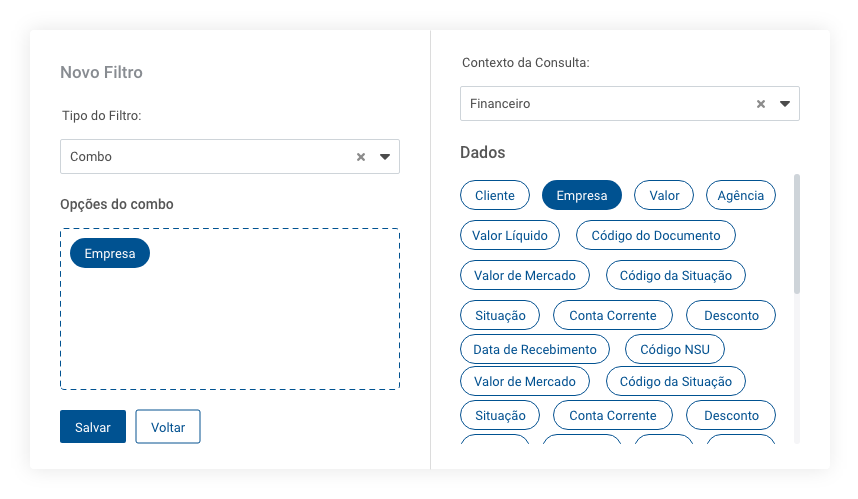 Novo Filtro
Tipo do Filtro:
Combo
Opções do combo
Empresa
Salvar Voltar
Contexto da Consulta:
Financeiro
Dados
Cliente Empresa Valor Agência
Valor Líquido Código do Documento
Valor de Mercado Código da Situação
Situação Conta Corrente Desconto
Data de Recebimento Código NSU
Valor de Mercado Código da Situação
Situação Conta Corrente Desconto